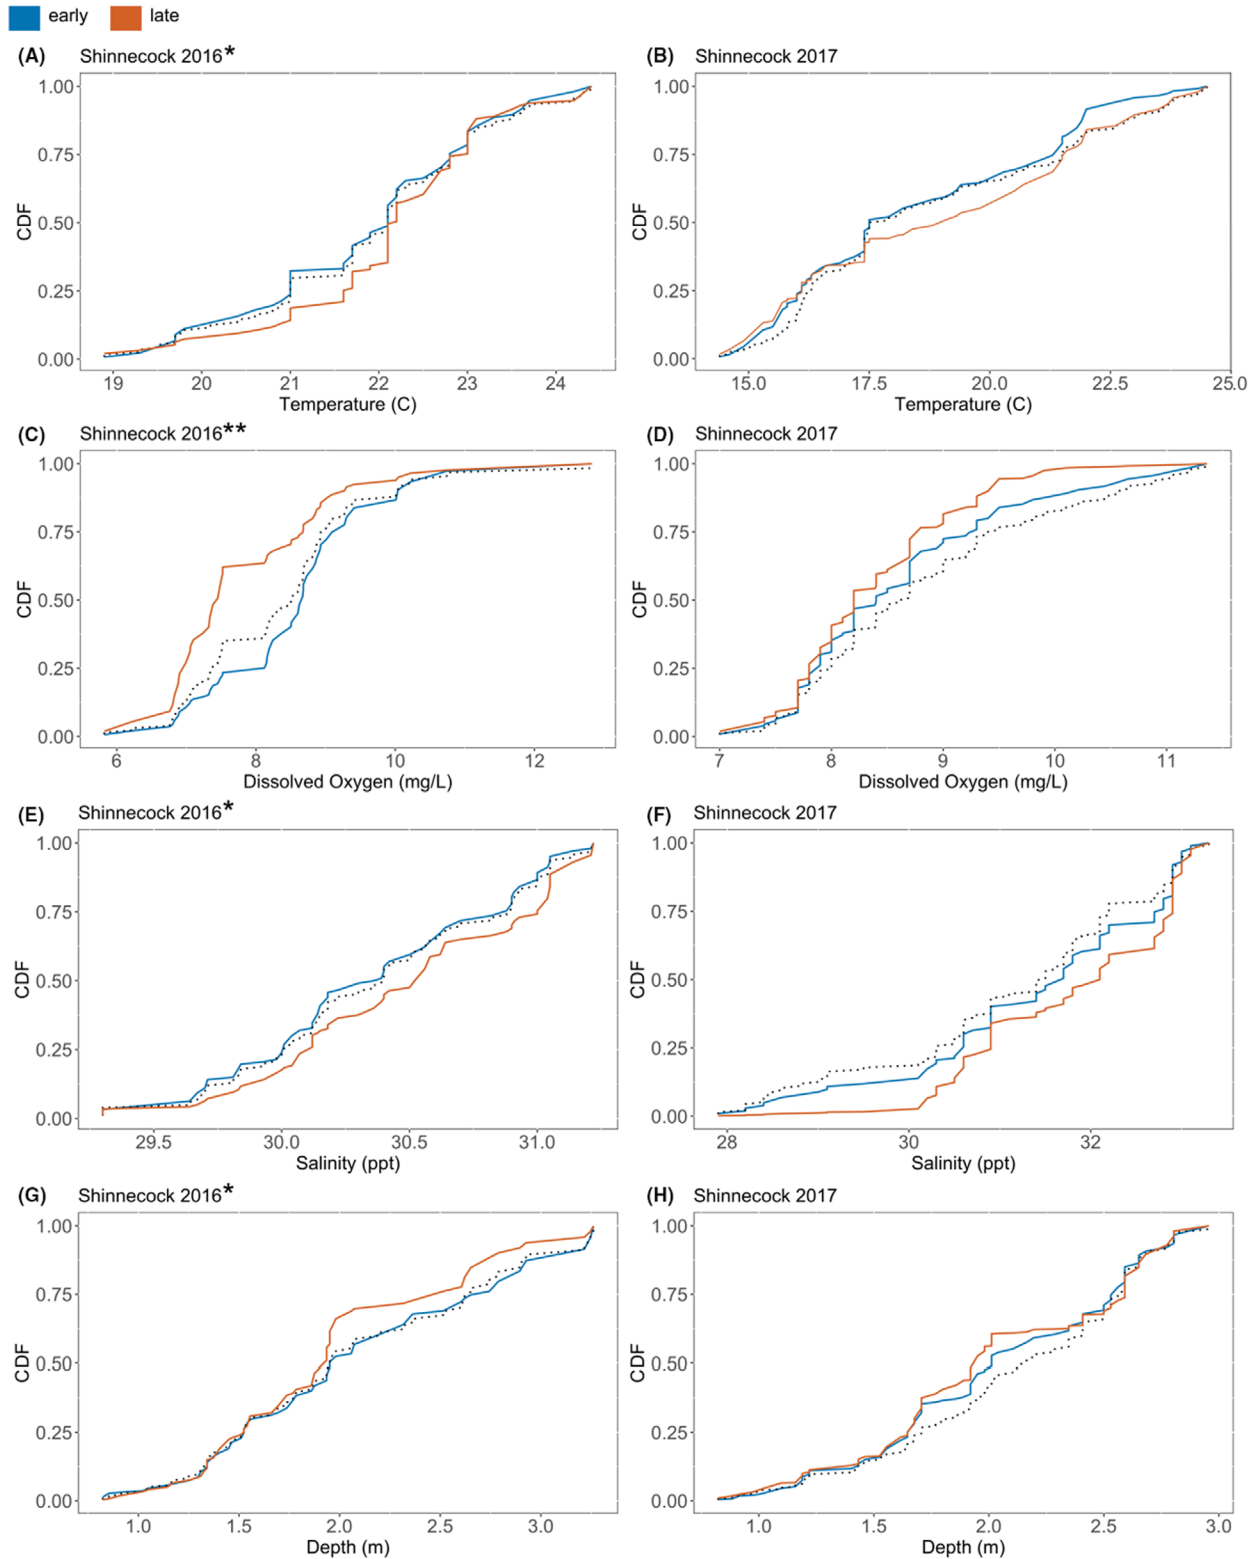 early late
(A) Shinnecock 2016*
(B) Shinnecock 2017
1.00
0.75
0.50
0.25
0.00
CDF
19 20 21 22 23 24
Temperature (C)
1.00
0.75
0.50
0.25
0.00
CDF
15.0 17.5 20.0 22.5 25.0
Temperature (C)
(C) Shinnecock 2016**
(D) Shinnecock 2017
1.00
0.75
0.50
0.25
0.00
CDF
6 8 10 12
Dissolved Oxygen (mg/L)
1.00
0.75
0.50
0.25
0.00
CDF
7 8 9 10 11
Dissolved Oxygen (mg/L)
(E) Shinnecock 2016*
(F) Shinnecock 2017
1.00
0.75
0.50
0.25
0.00
CDF
29.5 30.0 30.5 31.0
Salinity (ppt)
1.00
0.75
0.50
0.25
0.00
CDF
28 30 32
Salinity (ppt)
(G) Shinnecock 2016*
(H) Shinnecock 2017
1.00
0.75
0.50
0.25
0.00
CDF
1.0 1.5 2.0 2.5 3.0
Depth (m)
1.00
0.75
0.50
0.25
0.00
CDF
1.0 1.5 2.0 2.5 3.0
Depth (m)